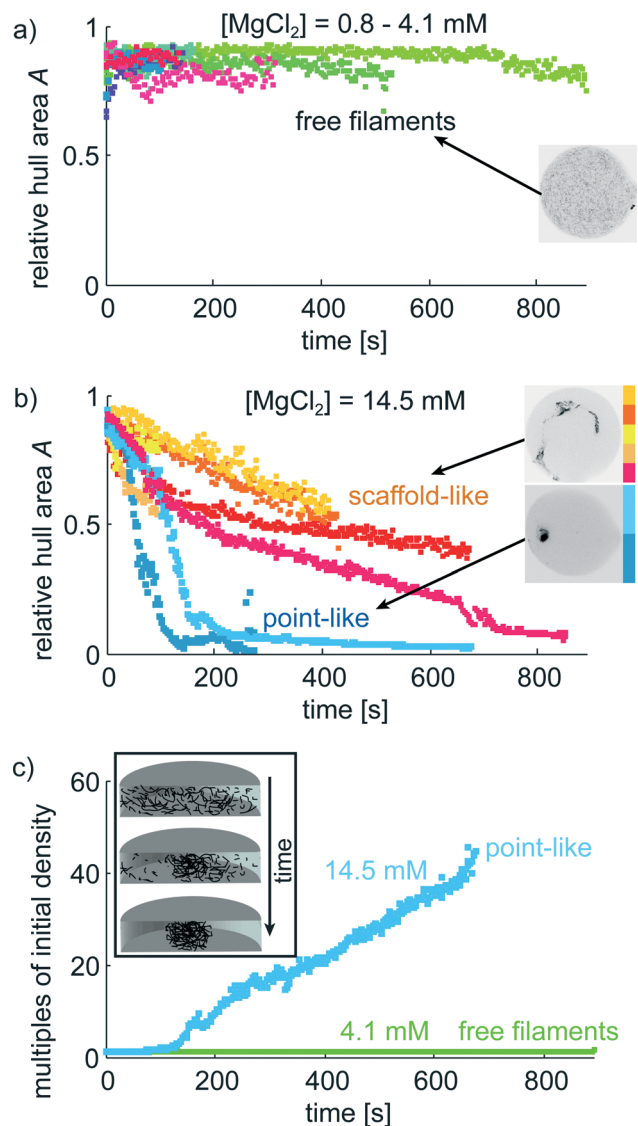 a)
[MgCl₂] = 0.8 - 4.1 mM
relative hull area A
1
0.5
0
free filaments
0 200 400 600 800
time [s]
b)
[MgCl₂] = 14.5 mM
relative hull area A
1
0.5
0
scaffold-like
point-like
0 200 400 600 800
time [s]
c)
multiples of initial density
60
40
20
0
time
point-like
14.5 mM
4.1 mM free filaments
200 400 600 800
time [s]